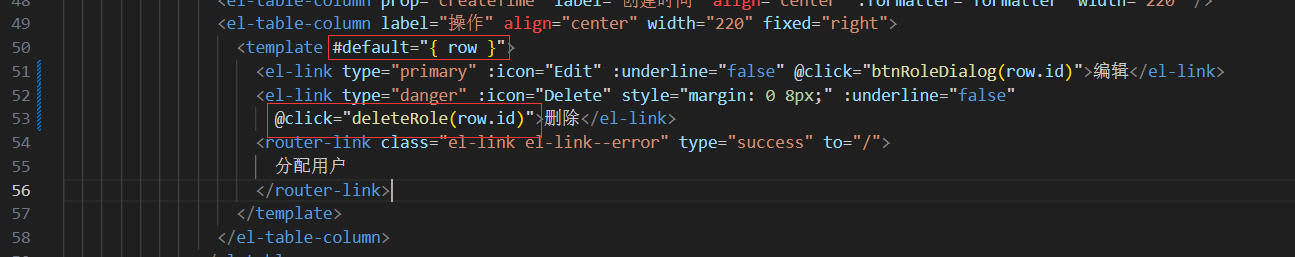 48 <el-table-column prop="createTime" label="创建时间" align="center" :formatter="formatter" width="220" />
49 <el-table-column label="操作" align="center" width="220" fixed="right">
50 <template #default="{ row }">
51 <el-link type="primary" :icon="Edit" :underline="false" @click="btnRoleDialog(row.id)">编辑</el-link>
52 <el-link type="danger" :icon="Delete" style="margin: 0 8px;" :underline="false"
53 @click="deleteRole(row.id)">删除</el-link>
54 <router-link class="el-link el-link--error" type="success" to="/">
55 分配用户
56 </router-link>
57 </template>
58 </el-table-column>